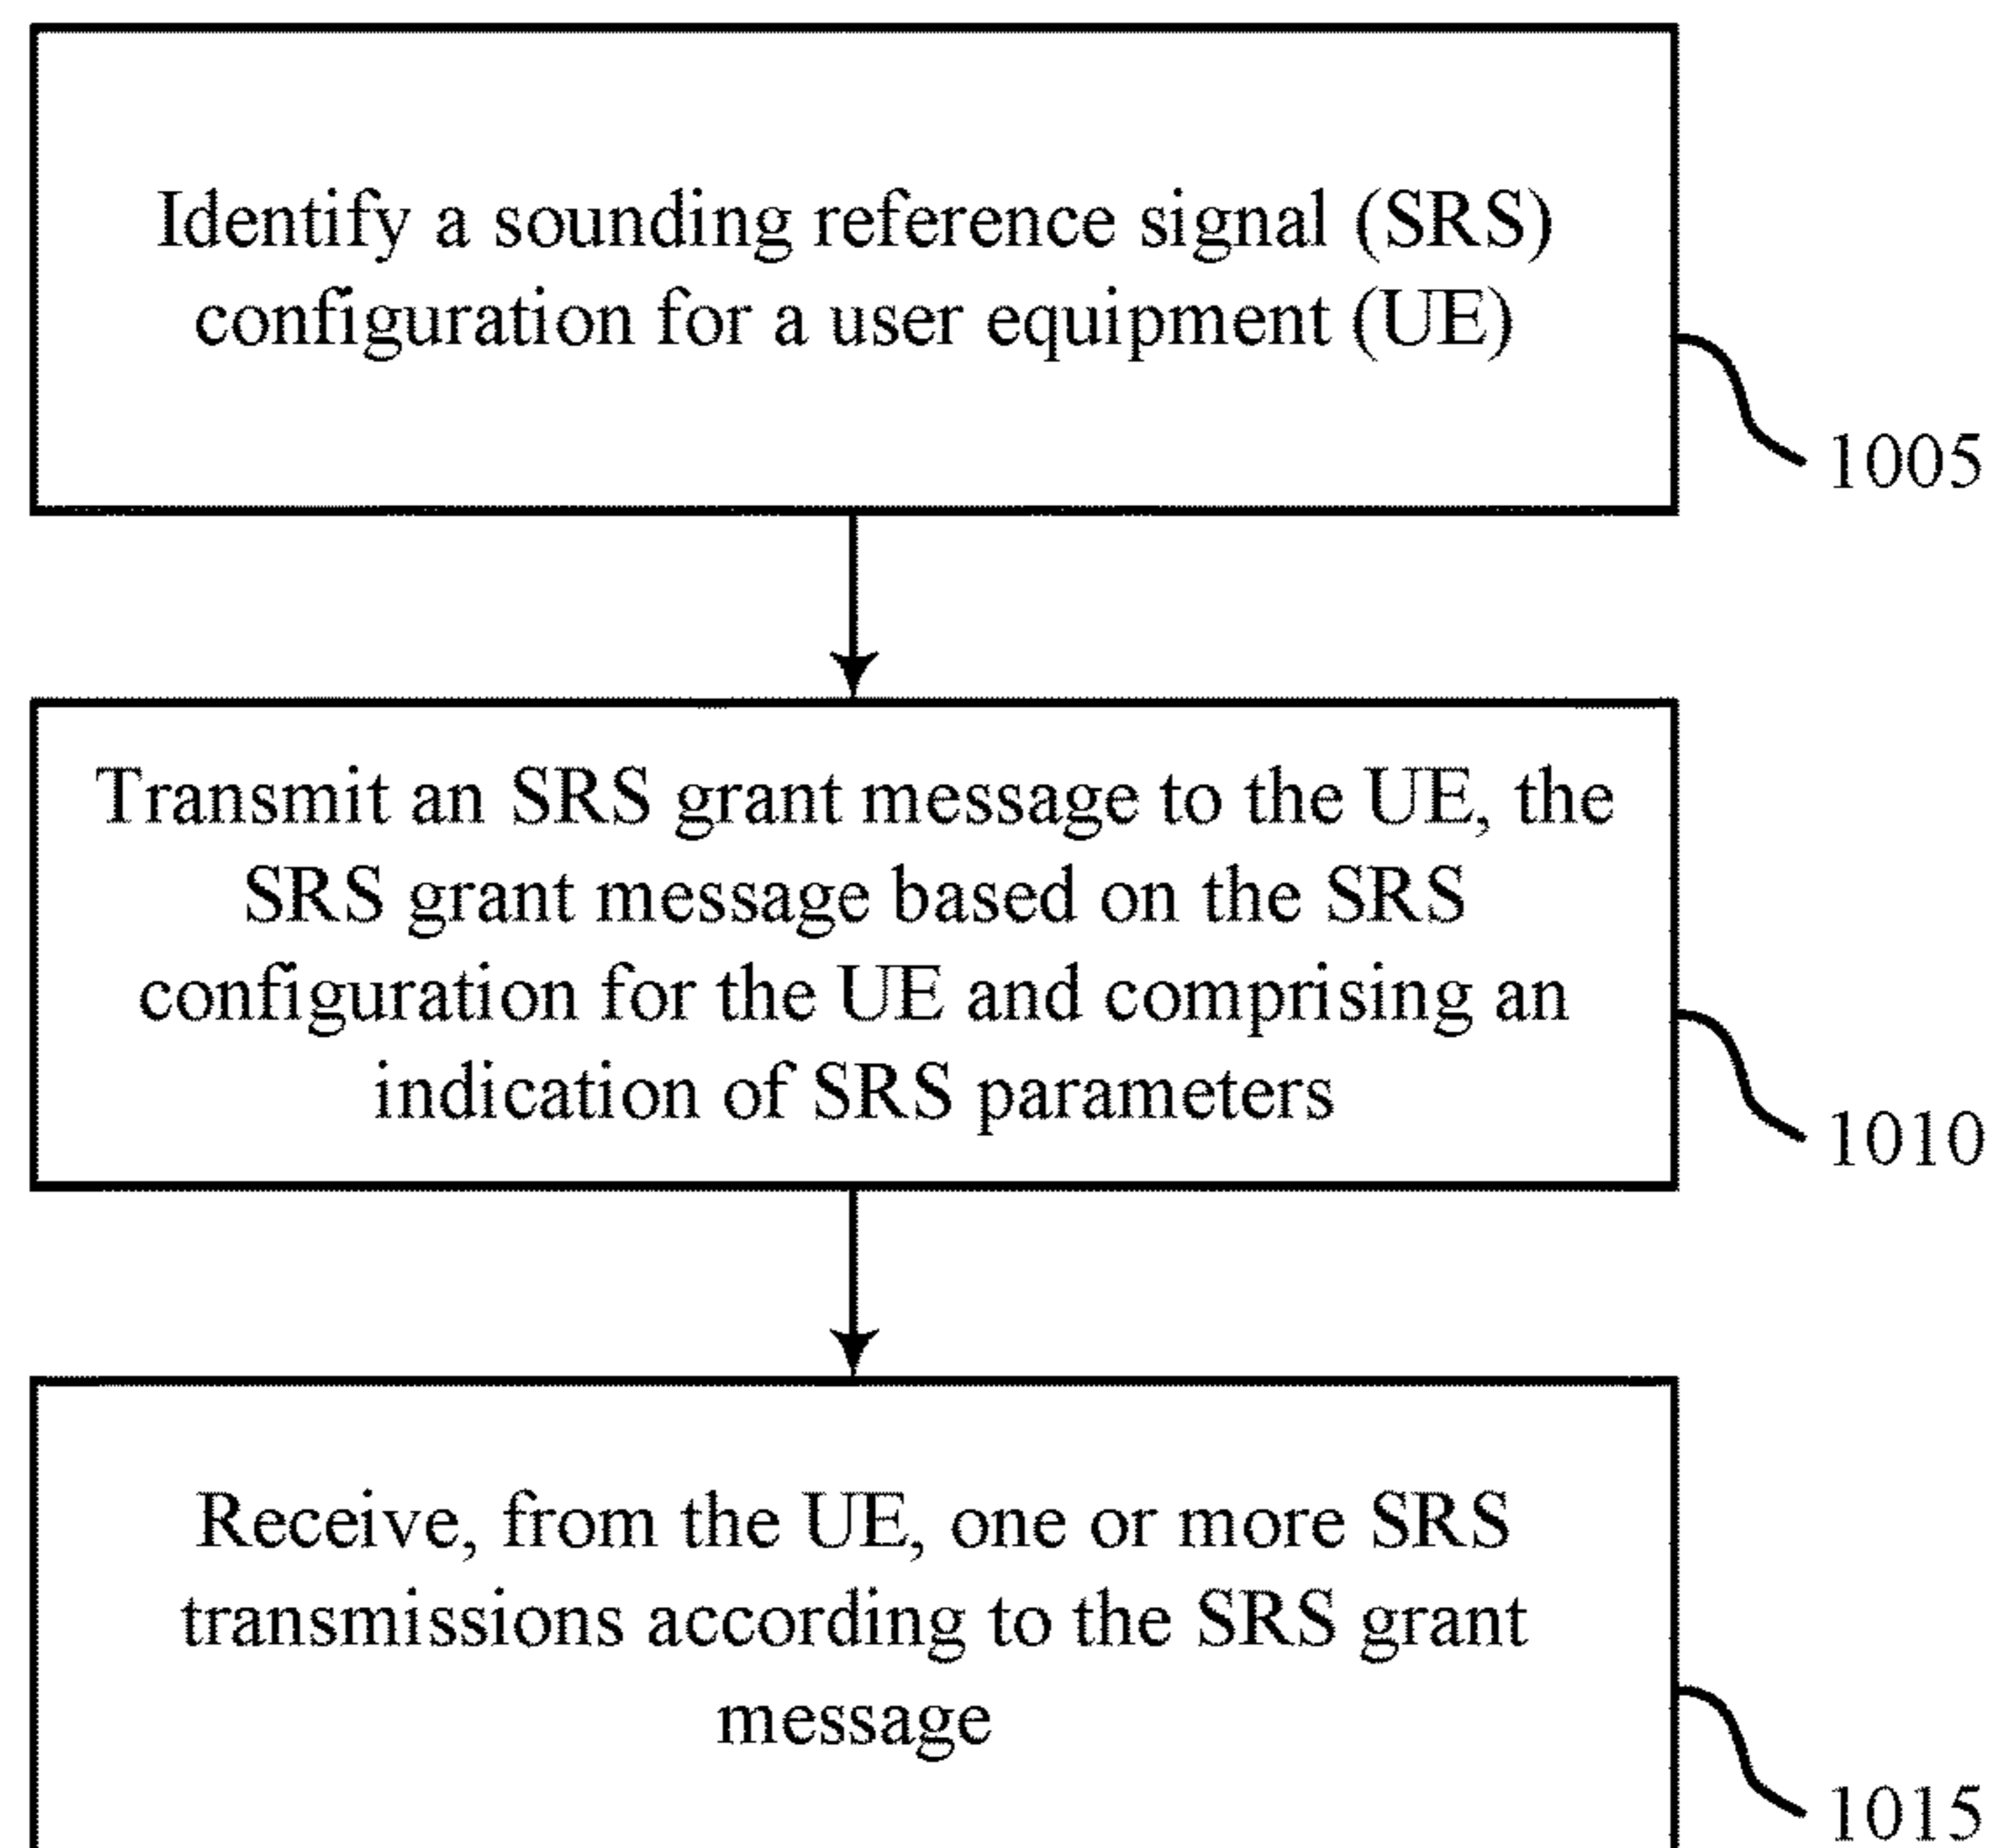 Identify a sounding reference signal (SRS)
configuration for a user equipment (UE)
1005
Transmit an SRS grant message to the UE, the
SRS grant message based on the SRS
configuration for the UE and comprising an
indication of SRS parameters
1010
Receive, from the UE, one or more SRS
transmissions according to the SRS grant
message
1015